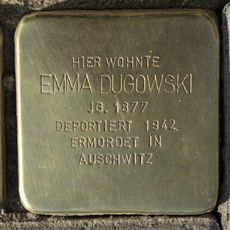 HIER WOHNTE
EMMA DUGOWSKI
JG. 1877
DEPORTIERT 1942
ERMORDET IN
AUSCHWITZ